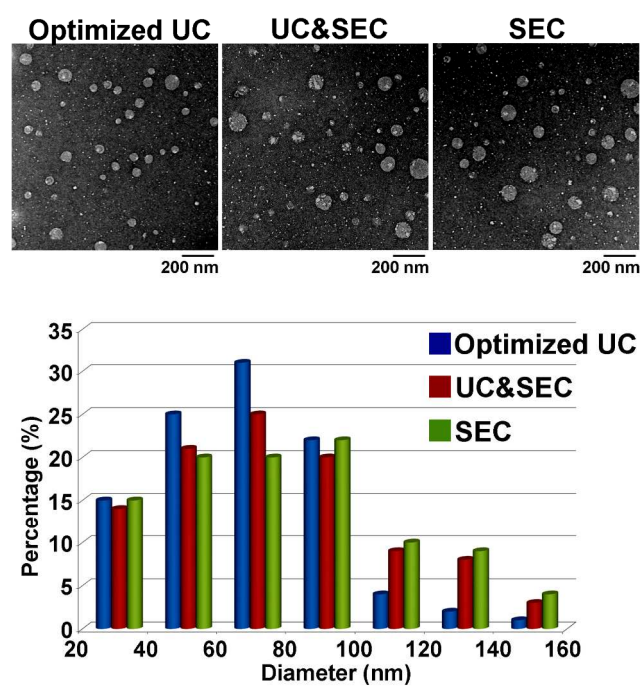 Optimized UC UC&SEC SEC
200 nm 200 nm 200 nm
35
30
25
20
15
10
5
0
Percentage (%)
Optimized UC
UC&SEC
SEC
20 40 60 80 100 120 140 160
Diameter (nm)